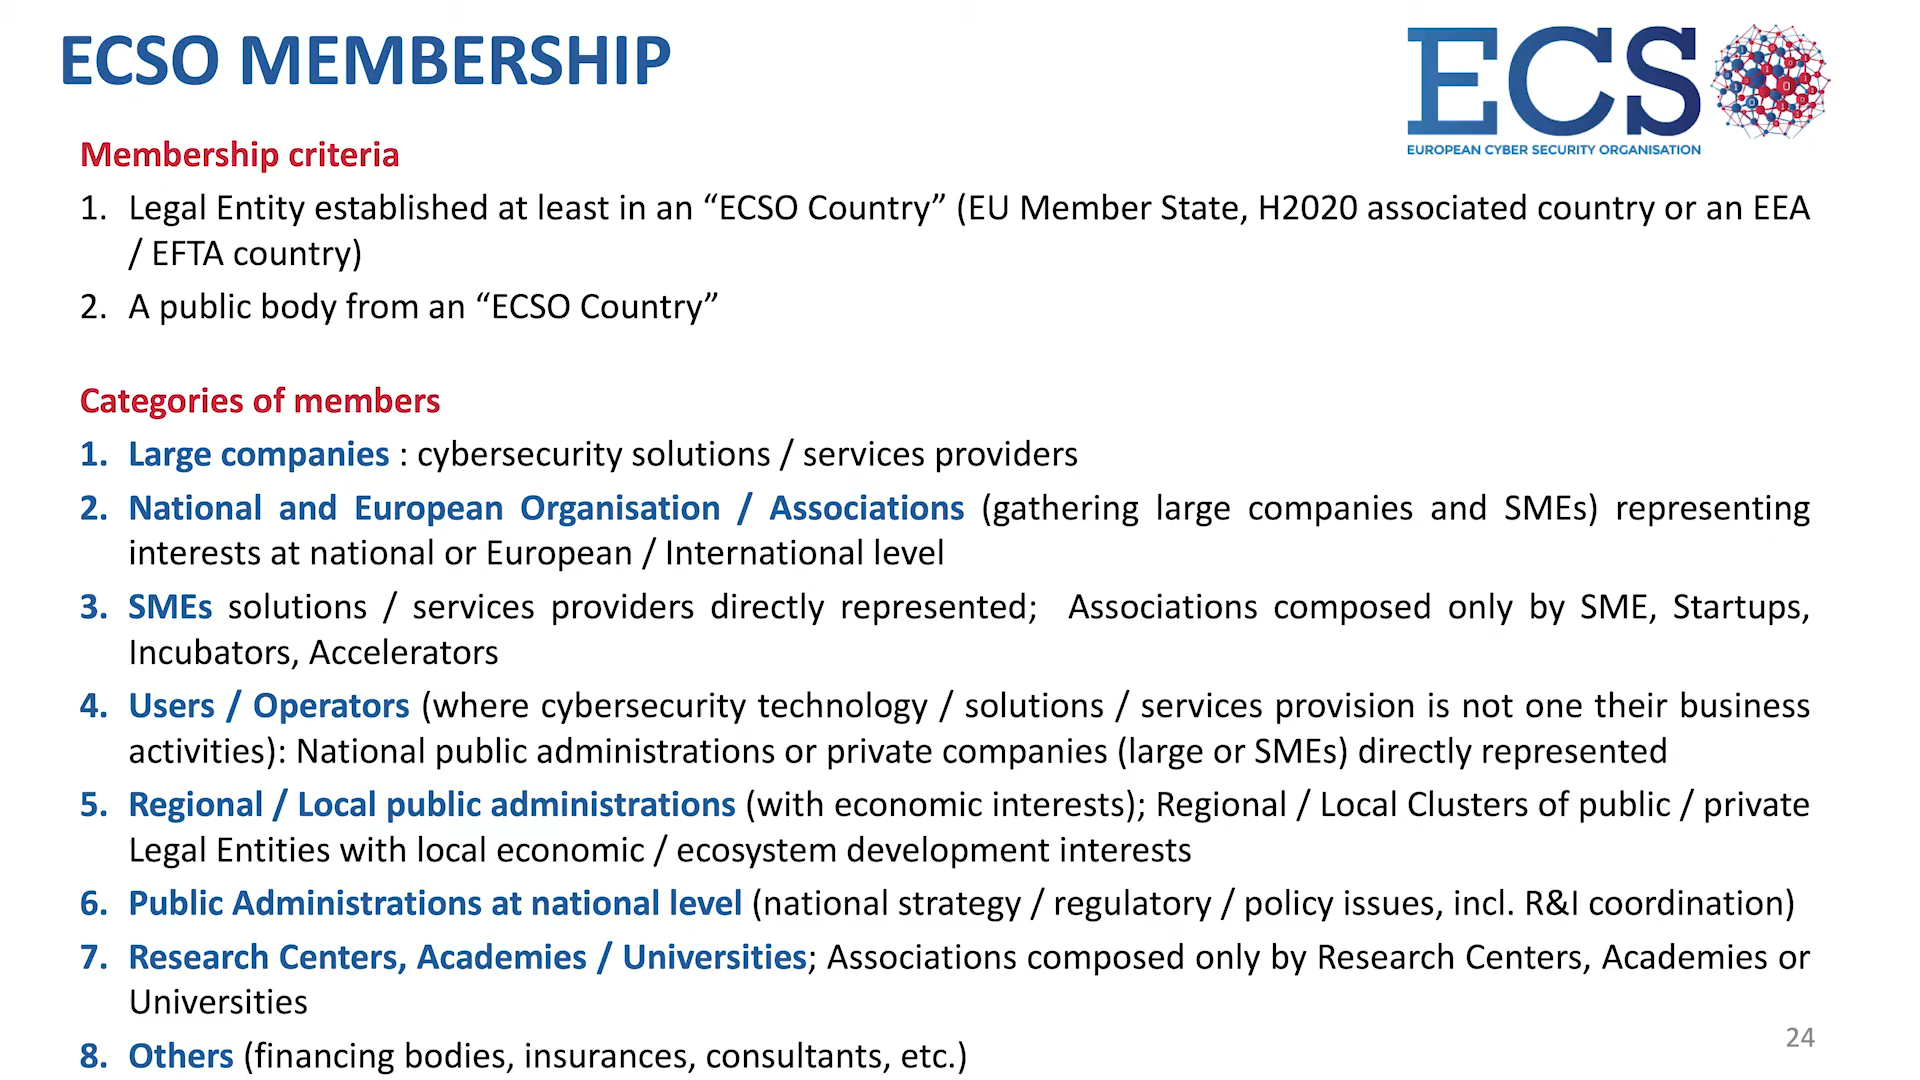 ECSO MEMBERSHIP
ECS
EUROPEAN CYBER SECURITY ORGANISATION
Membership criteria
1. Legal Entity established at least in an “ECSO Country” (EU Member State, H2020 associated country or an EEA
/ EFTA country)
2. A public body from an “ECSO Country”
Categories of members
1. Large companies : cybersecurity solutions / services providers
2. National and European Organisation / Associations (gathering large companies and SMEs) representing
interests at national or European / International level
3. SMEs solutions / services providers directly represented; Associations composed only by SME, Startups,
Incubators, Accelerators
4. Users / Operators (where cybersecurity technology / solutions / services provision is not one their business
activities): National public administrations or private companies (large or SMEs) directly represented
5. Regional / Local public administrations (with economic interests); Regional / Local Clusters of public / private
Legal Entities with local economic / ecosystem development interests
6. Public Administrations at national level (national strategy / regulatory / policy issues, incl. R&I coordination)
7. Research Centers, Academies / Universities; Associations composed only by Research Centers, Academies or
Universities
8. Others (financing bodies, insurances, consultants, etc.)
24